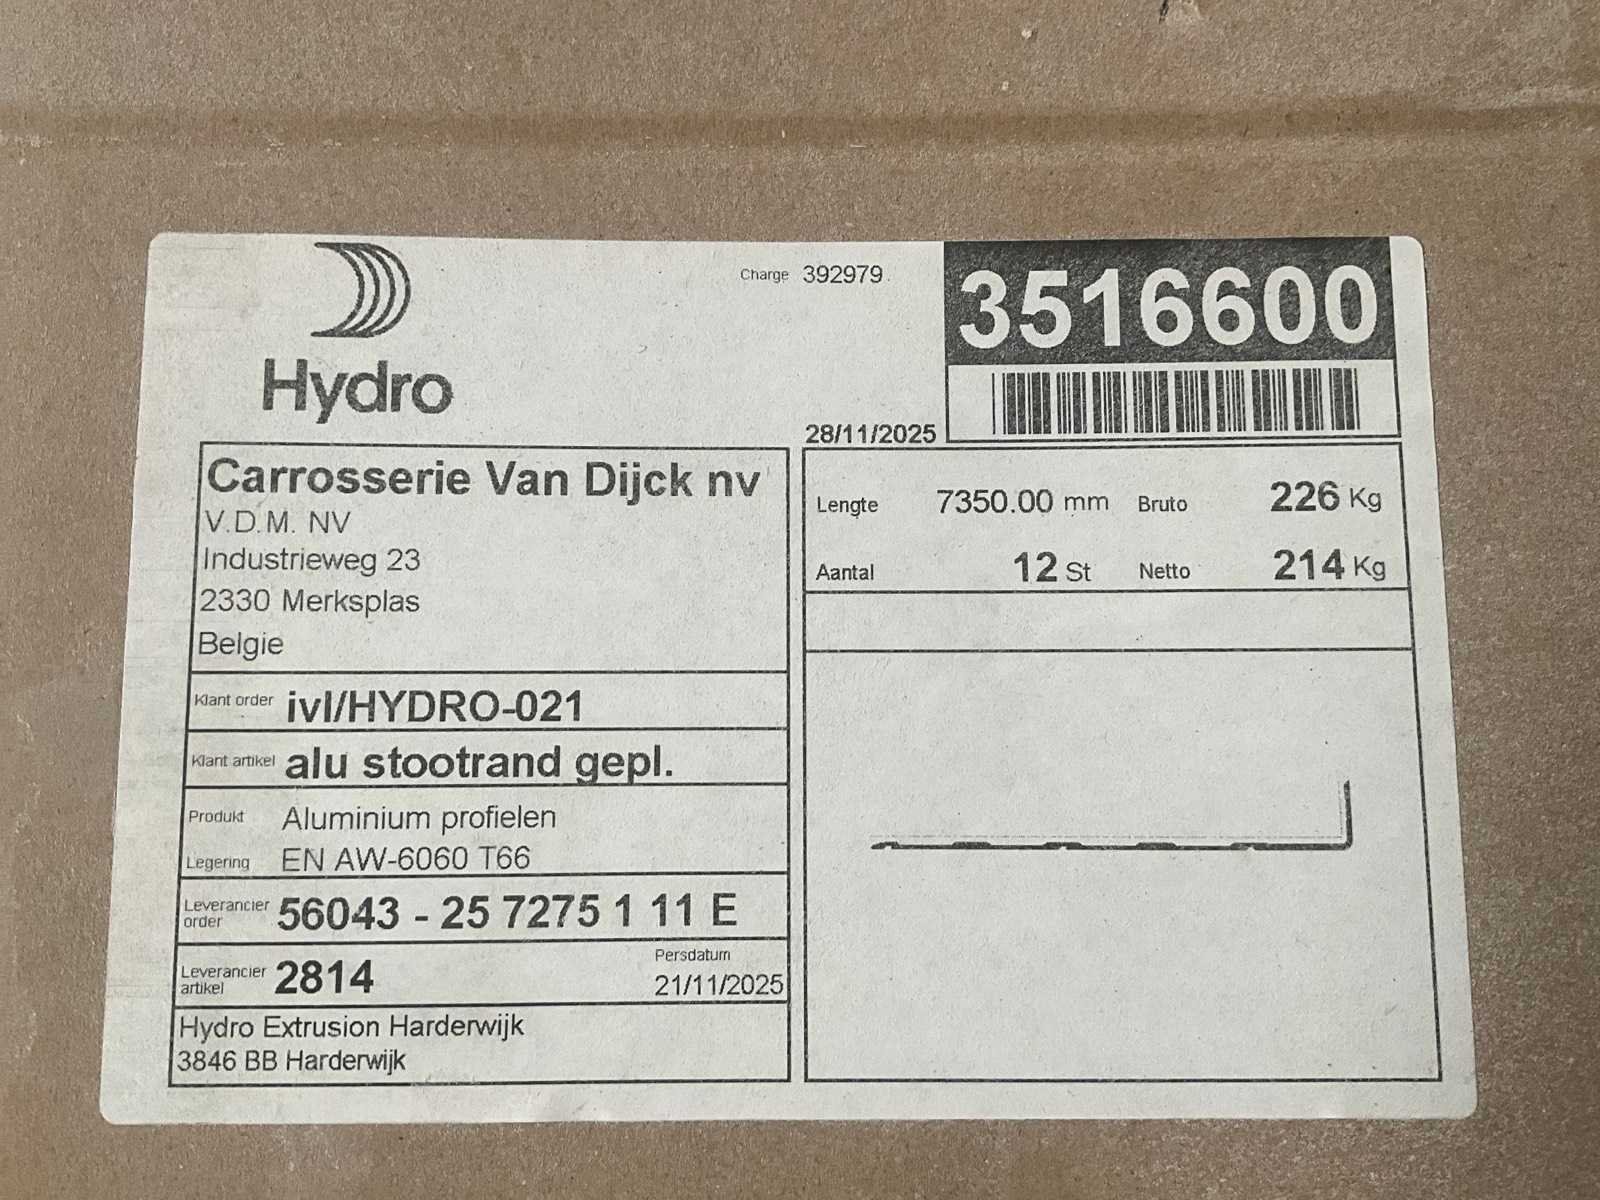 Hydro
Charge 392979
3516600
28/11/2025
Carrosserie Van Dijck nv
V.D.M. NV
Industrieweg 23
2330 Merksplas
Belgie
Lengte 7350.00 mm Bruto 226 Kg
Aantal 12 St Netto 214 Kg
Klant order ivl/HYDRO-021
Klant artikel alu stootrand gepl.
Produkt Aluminium profielen
Legering EN AW-6060 T66
Leverancier
order 56043 - 25 7275 1 11 E
Leverancier
artikel 2814
Persdatum
21/11/2025
Hydro Extrusion Harderwijk
3846 BB Harderwijk